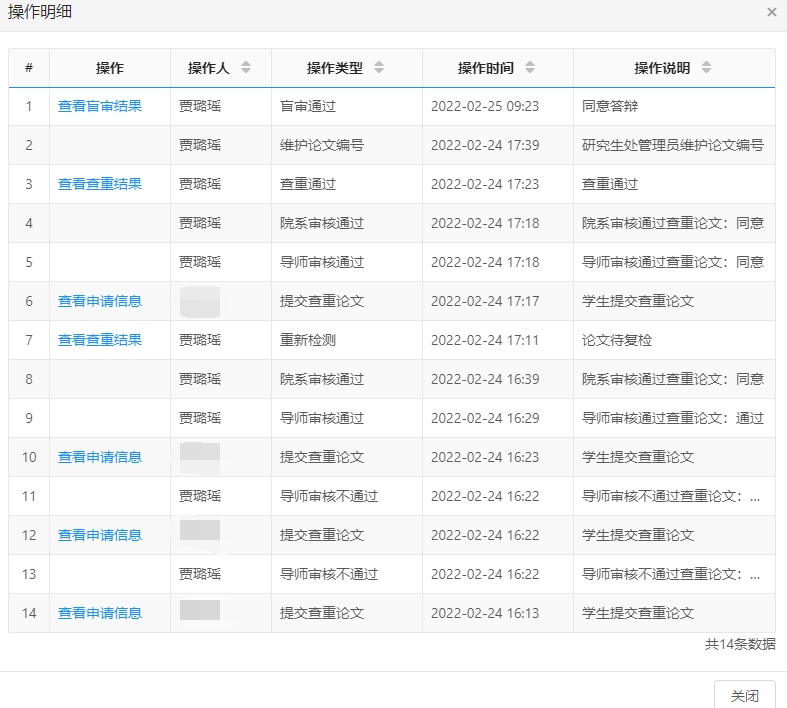 操作明细 ×
# 操作 操作人 操作类型 操作时间 操作说明
1 查看盲审结果 贾璐瑶 盲审通过 2022-02-25 09:23 同意答辩
2 贾璐瑶 维护论文编号 2022-02-24 17:39 研究生处管理员维护论文编号
3 查看查重结果 贾璐瑶 查重通过 2022-02-24 17:23 查重通过
4 贾璐瑶 院系审核通过 2022-02-24 17:18 院系审核通过查重论文：同意
5 贾璐瑶 导师审核通过 2022-02-24 17:18 导师审核通过查重论文：同意
6 查看申请信息 提交查重论文 2022-02-24 17:17 学生提交查重论文
7 查看查重结果 贾璐瑶 重新检测 2022-02-24 17:11 论文待复检
8 贾璐瑶 院系审核通过 2022-02-24 16:39 院系审核通过查重论文：同意
9 贾璐瑶 导师审核通过 2022-02-24 16:29 导师审核通过查重论文：通过
10 查看申请信息 提交查重论文 2022-02-24 16:23 学生提交查重论文
11 贾璐瑶 导师审核不通过 2022-02-24 16:22 导师审核不通过查重论文：...
12 查看申请信息 提交查重论文 2022-02-24 16:22 学生提交查重论文
13 贾璐瑶 导师审核不通过 2022-02-24 16:22 导师审核不通过查重论文：...
14 查看申请信息 提交查重论文 2022-02-24 16:13 学生提交查重论文
共14条数据
关闭